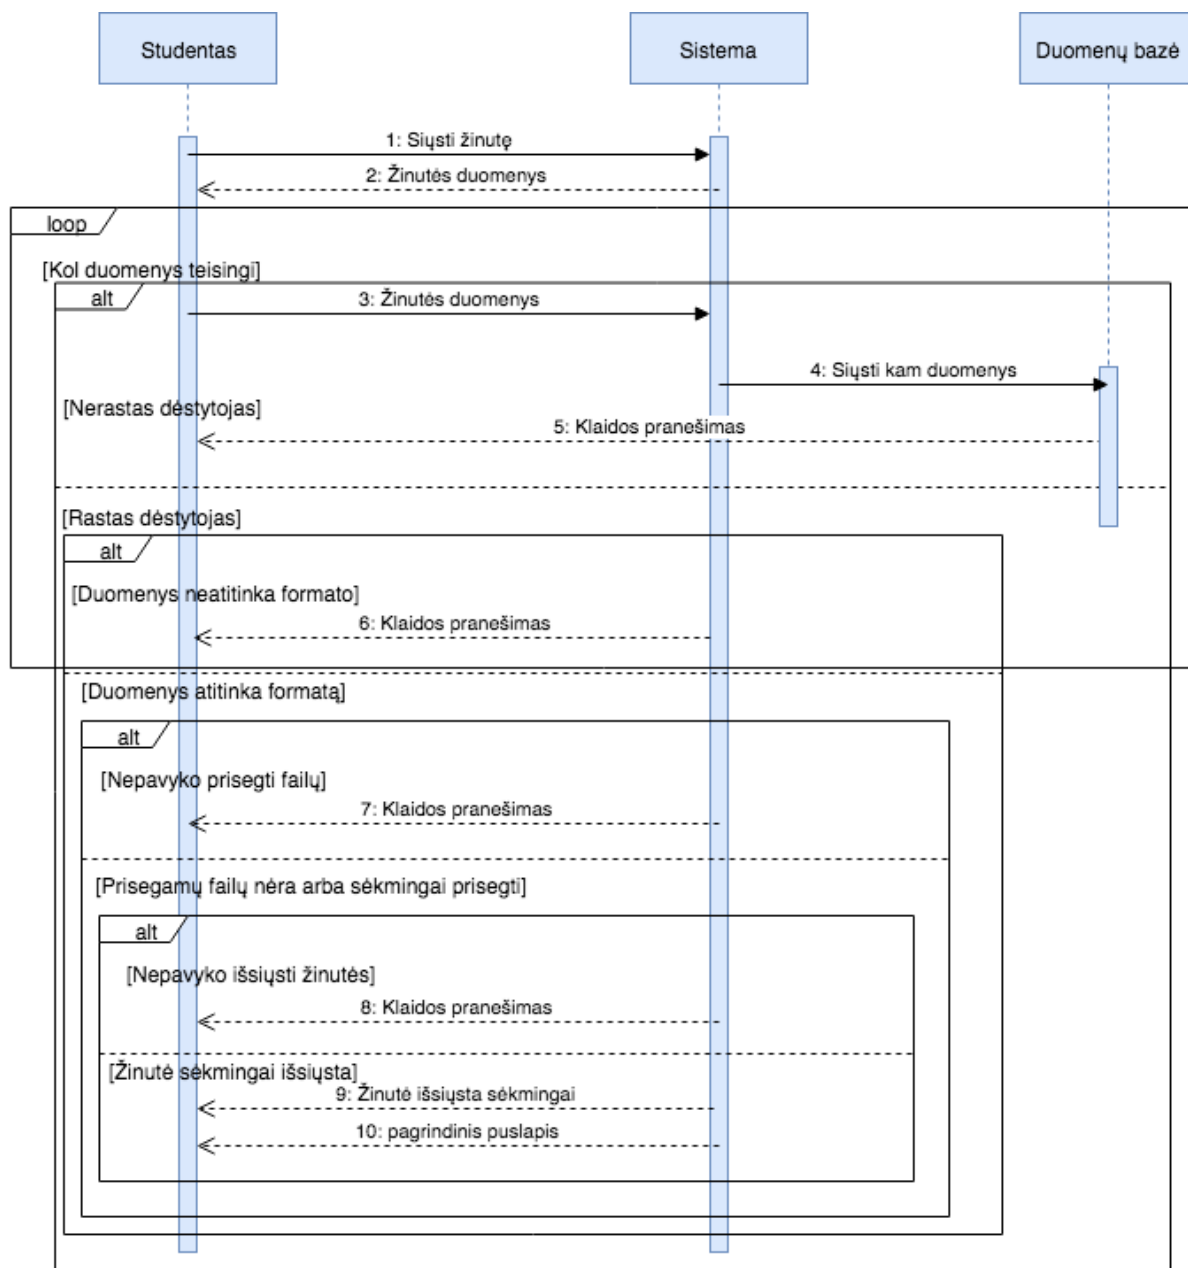 Studentas
Sistema
Duomenų bazė
1: Siųsti žinutę
2: Žinutės duomenys
loop
[Kol duomenys teisingi]
alt
3: Žinutės duomenys
4: Siųsti kam duomenys
[Nerastas dėstytojas]
5: Klaidos pranešimas
[Rastas dėstytojas]
alt
[Duomenys neatitinka formato]
6: Klaidos pranešimas
[Duomenys atitinka formatą]
alt
[Nepavyko prisegti failų]
7: Klaidos pranešimas
[Prisegamų failų nėra arba sėkmingai prisegti]
alt
[Nepavyko išsiųsti žinutės]
8: Klaidos pranešimas
[Žinutė sėkmingai išsiųsta]
9: Žinutė išsiųsta sėkmingai
10: pagrindinis puslapis